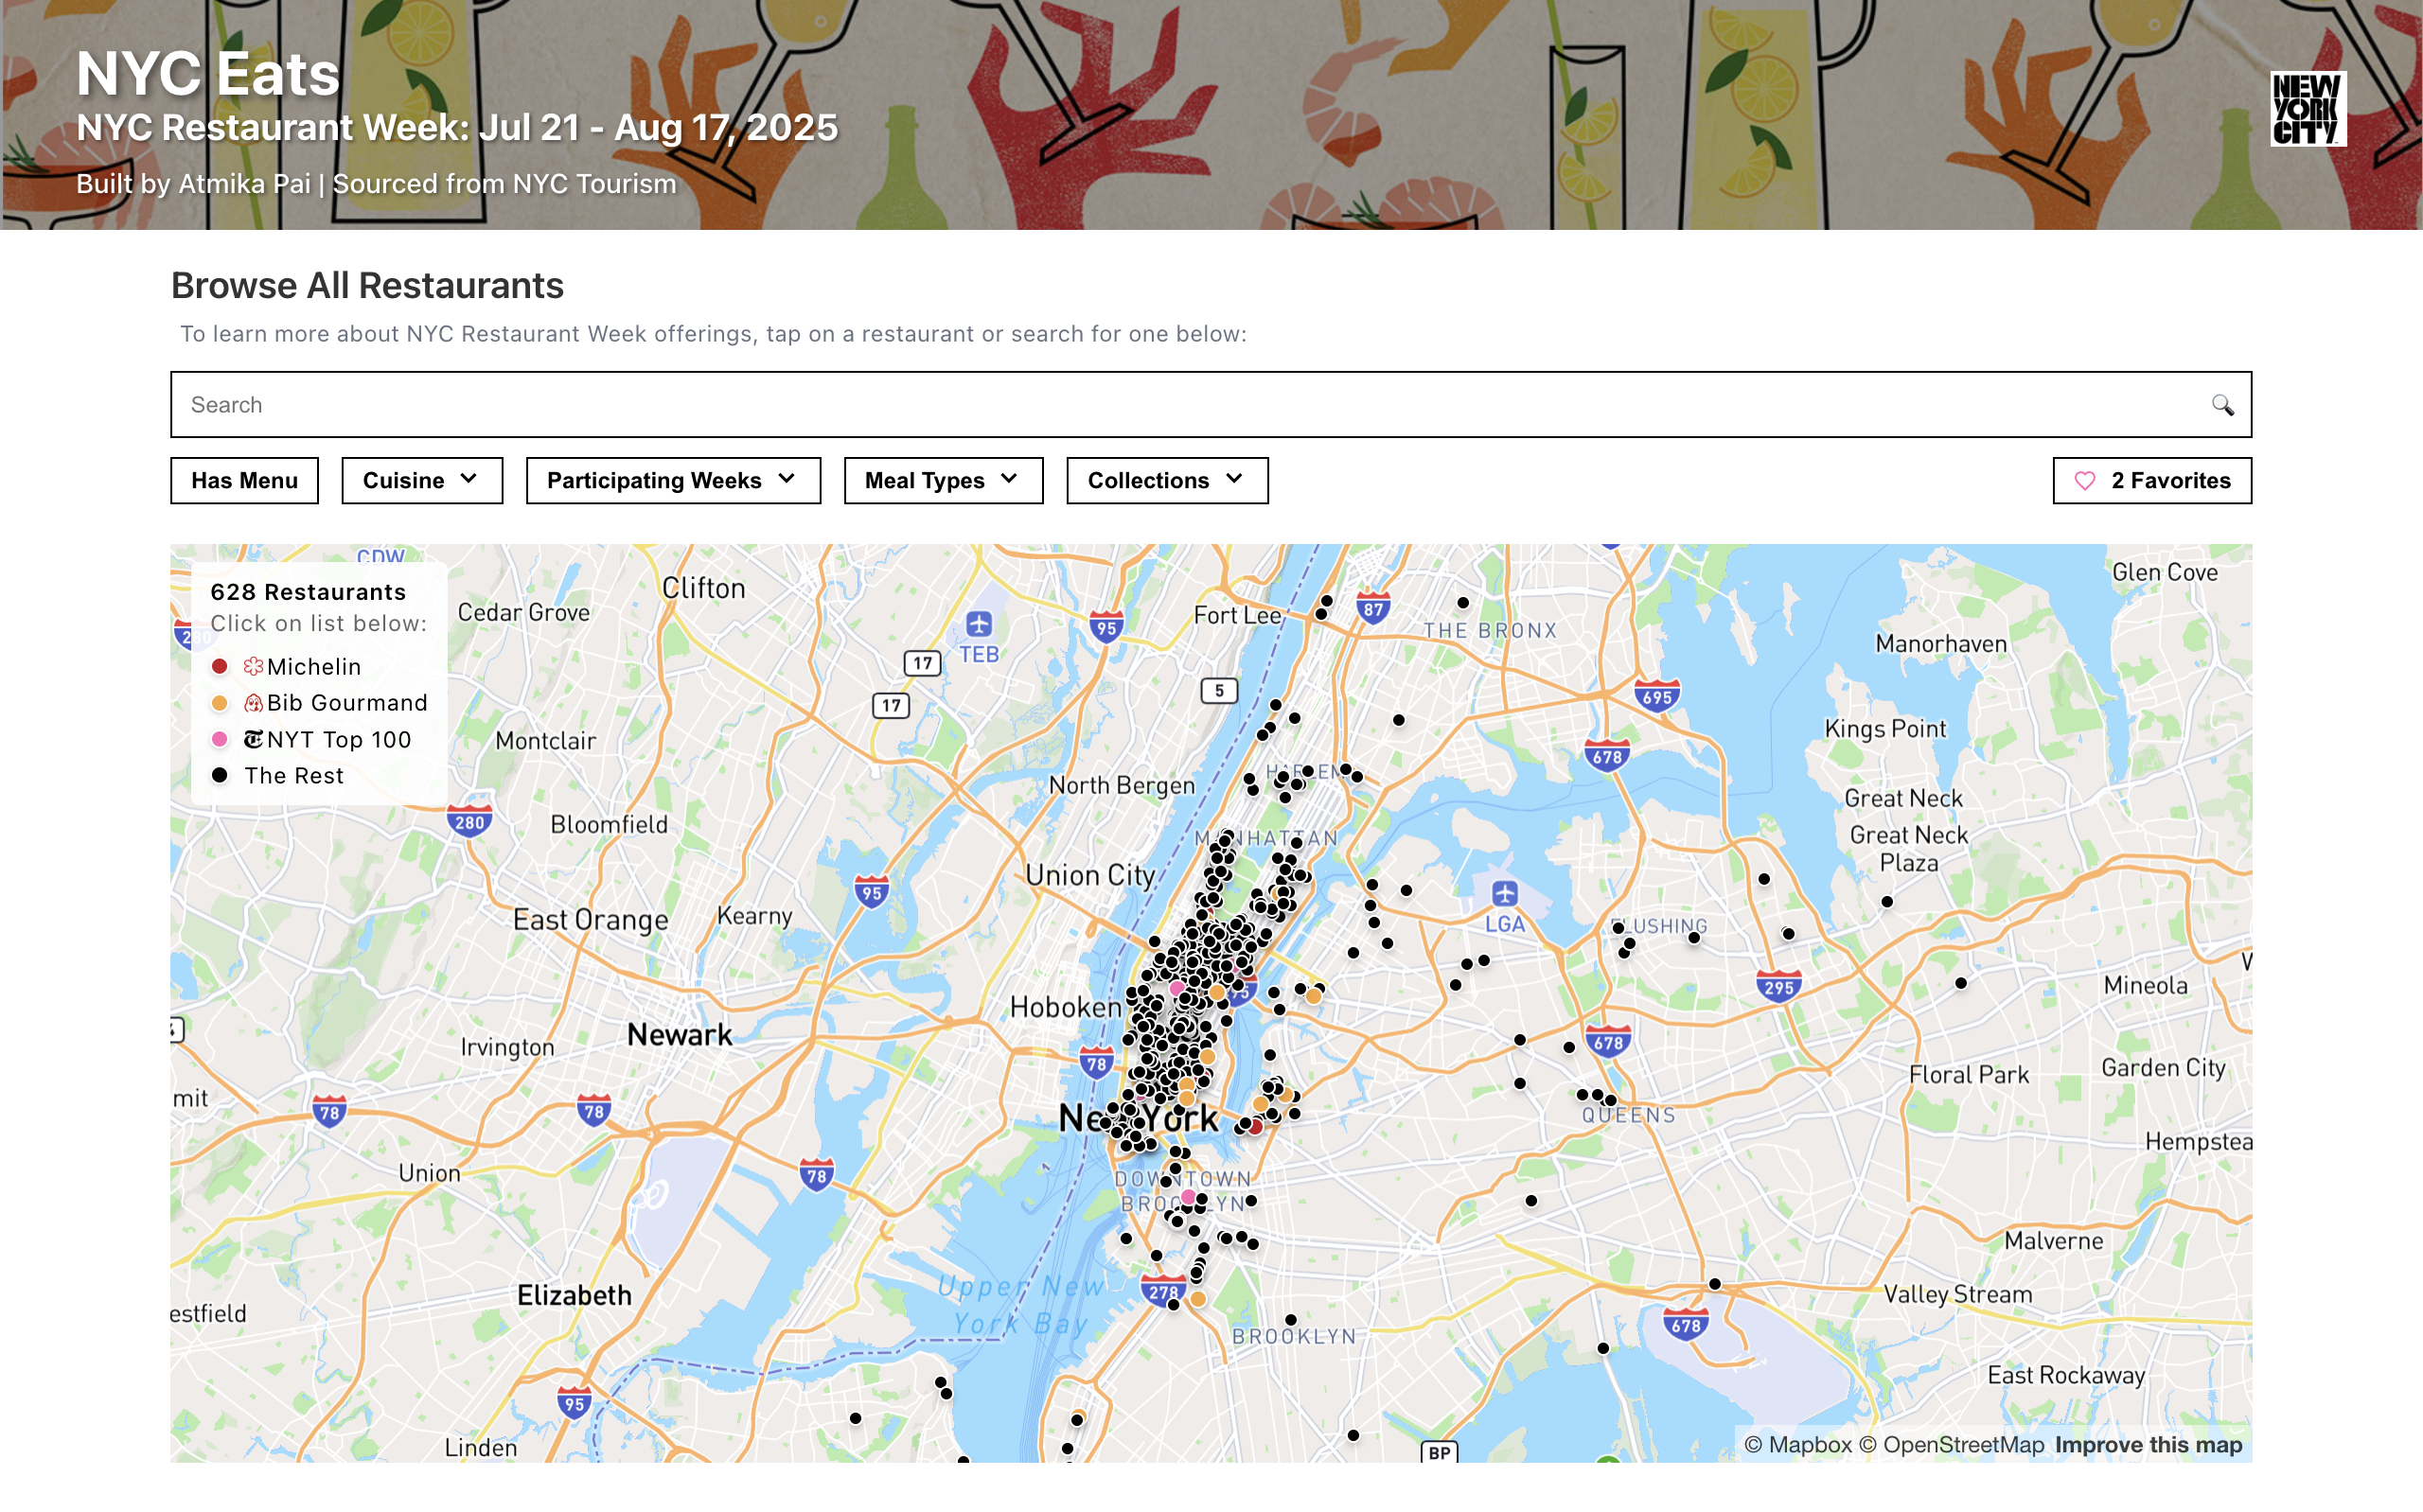 NYC Eats
NYC Restaurant Week: Jul 21 - Aug 17, 2025
Built by Atmika Pai | Sourced from NYC Tourism
NEW
YORK
CITY
Browse All Restaurants
To learn more about NYC Restaurant Week offerings, tap on a restaurant or search for one below:
Search
Has Menu
Cuisine
Participating Weeks
Meal Types
Collections
2 Favorites
628 Restaurants
Click on list below:
Michelin
Bib Gourmand
NYT Top 100
The Rest
CDW
Clifton
Glen Cove
Cedar Grove
Fort Lee
87
THE BRONX
95
280
TEB
Manorhaven
17
17
5
695
Kings Point
Montclair
678
HARLEM
North Bergen
Great Neck
280
Bloomfield
MANHATTAN
Great Neck
Plaza
Union City
95
LGA
East Orange
Kearny
FLUSHING
295
Mineola
Hoboken
Newark
Irvington
678
78
Garden City
Floral Park
mit
78
78
New York
QUEENS
Hempstea
Union
78
DOWNTOWN
BROOKLYN
Malverne
Elizabeth
278
Upper New
York Bay
Valley Stream
estfield
678
BROOKLYN
East Rockaway
95
Linden
BP
© Mapbox © OpenStreetMap Improve this map